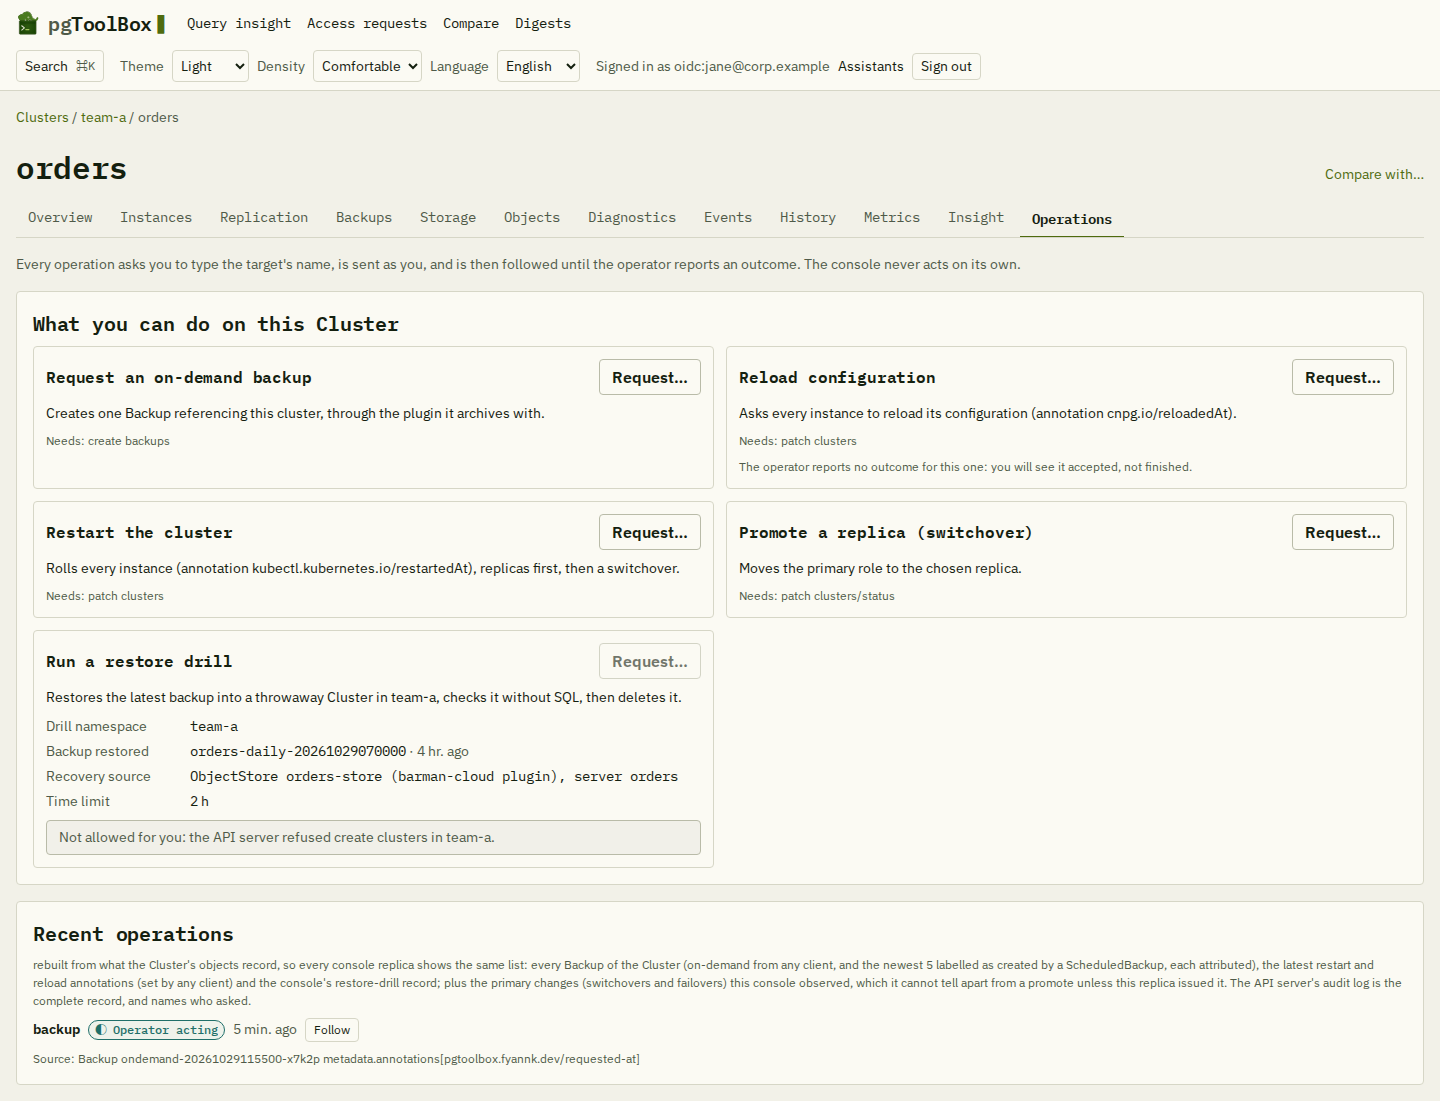 pgToolBox
Query insight Access requests Compare Digests
Search ⌘K Theme Light Density Comfortable Language English Signed in as oidc:jane@corp.example Assistants Sign out
Clusters / team-a / orders
orders
Compare with...
Overview Instances Replication Backups Storage Objects Diagnostics Events History Metrics Insight Operations
Every operation asks you to type the target's name, is sent as you, and is then followed until the operator reports an outcome. The console never acts on its own.
What you can do on this Cluster
Request an on-demand backup Request...
Creates one Backup referencing this cluster, through the plugin it archives with.
Needs: create backups
Reload configuration Request...
Asks every instance to reload its configuration (annotation cnpg.io/reloadedAt).
Needs: patch clusters
The operator reports no outcome for this one: you will see it accepted, not finished.
Restart the cluster Request...
Rolls every instance (annotation kubectl.kubernetes.io/restartedAt), replicas first, then a switchover.
Needs: patch clusters
Promote a replica (switchover) Request...
Moves the primary role to the chosen replica.
Needs: patch clusters/status
Run a restore drill Request...
Restores the latest backup into a throwaway Cluster in team-a, checks it without SQL, then deletes it.
Drill namespace team-a
Backup restored orders-daily-20261029070000 · 4 hr. ago
Recovery source ObjectStore orders-store (barman-cloud plugin), server orders
Time limit 2 h
Not allowed for you: the API server refused create clusters in team-a.
Recent operations
rebuilt from what the Cluster's objects record, so every console replica shows the same list: every Backup of the Cluster (on-demand from any client, and the newest 5 labelled as created by a ScheduledBackup, each attributed), the latest restart and
reload annotations (set by any client) and the console's restore-drill record; plus the primary changes (switchovers and failovers) this console observed, which it cannot tell apart from a promote unless this replica issued it. The API server's audit log is the
complete record, and names who asked.
backup Operator acting 5 min. ago Follow
Source: Backup ondemand-20261029115500-x7k2p metadata.annotations[pgtoolbox.fyannk.dev/requested-at]